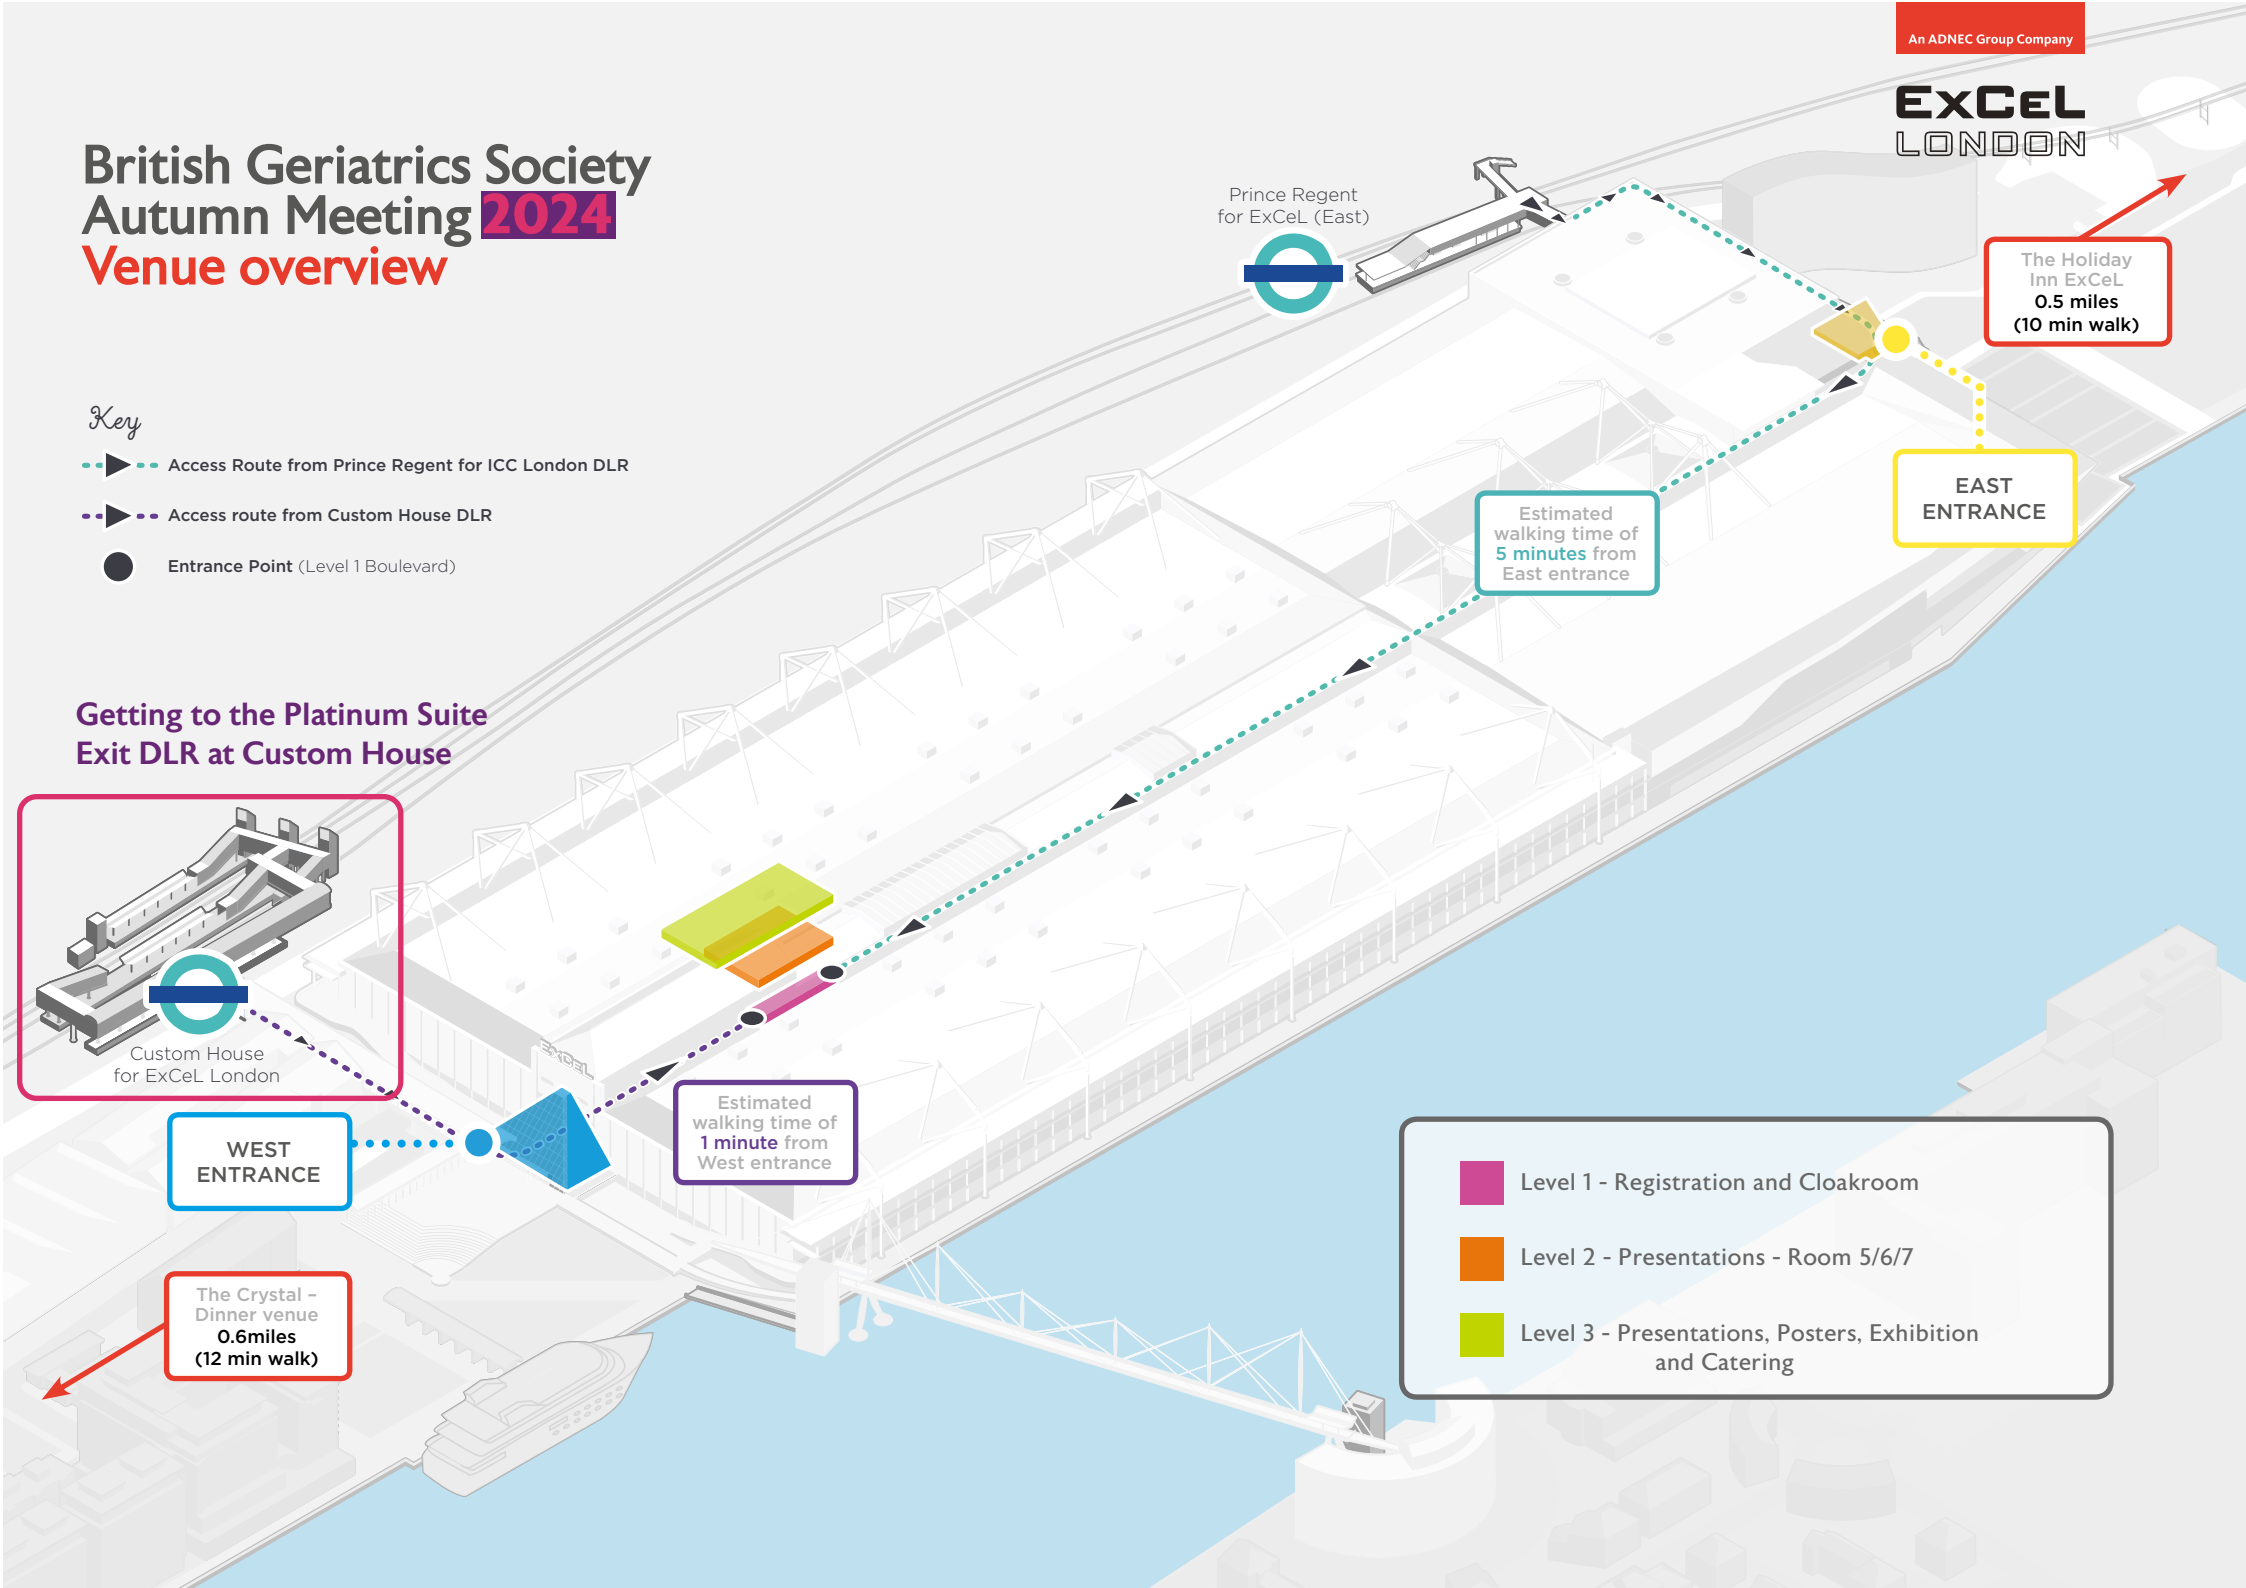 An ADNEC Group Company
ExCeL
LONDON
British Geriatrics Society
Autumn Meeting 2024
Venue overview
Prince Regent
for ExCeL (East)
The Holiday
Inn ExCeL
0.5 miles
(10 min walk)
Key
Access Route from Prince Regent for ICC London DLR
Access route from Custom House DLR
Entrance Point (Level 1 Boulevard)
EAST
ENTRANCE
Estimated
walking time of
5 minutes from
East entrance
Getting to the Platinum Suite
Exit DLR at Custom House
Custom House
for ExCeL London
ExCeL
WEST
ENTRANCE
Estimated
walking time of
1 minute from
West entrance
The Crystal –
Dinner venue
0.6miles
(12 min walk)
Level 1 - Registration and Cloakroom
Level 2 - Presentations - Room 5/6/7
Level 3 - Presentations, Posters, Exhibition
and Catering